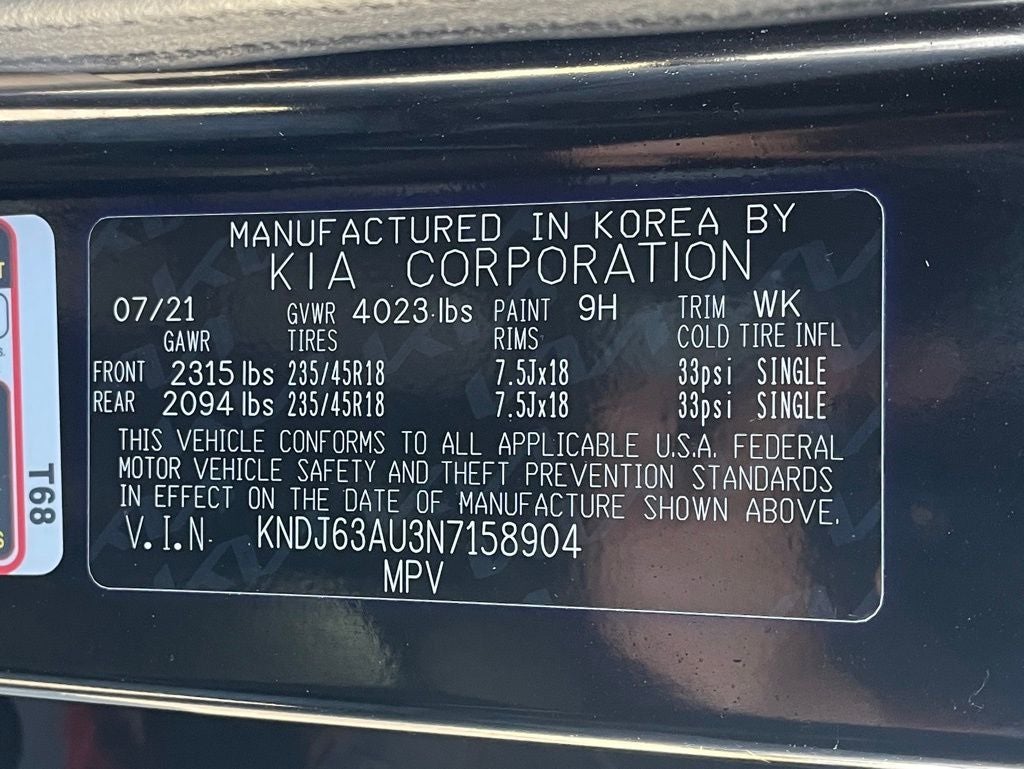 MANUFACTURED IN KOREA BY
KIA CORPORATION
07/21 GVWR 4023 lbs PAINT 9H TRIM WK
GAWR TIRES RIMS COLD TIRE INFL
FRONT 2315 lbs 235/45R18 7.5Jx18 33psi SINGLE
REAR 2094 lbs 235/45R18 7.5Jx18 33psi SINGLE
THIS VEHICLE CONFORMS TO ALL APPLICABLE U.S.A. FEDERAL
MOTOR VEHICLE SAFETY AND THEFT PREVENTION STANDARDS
IN EFFECT ON THE DATE OF MANUFACTURE SHOWN ABOVE.
V.I.N. KNDJ63AU3N7158904
MPV
T68